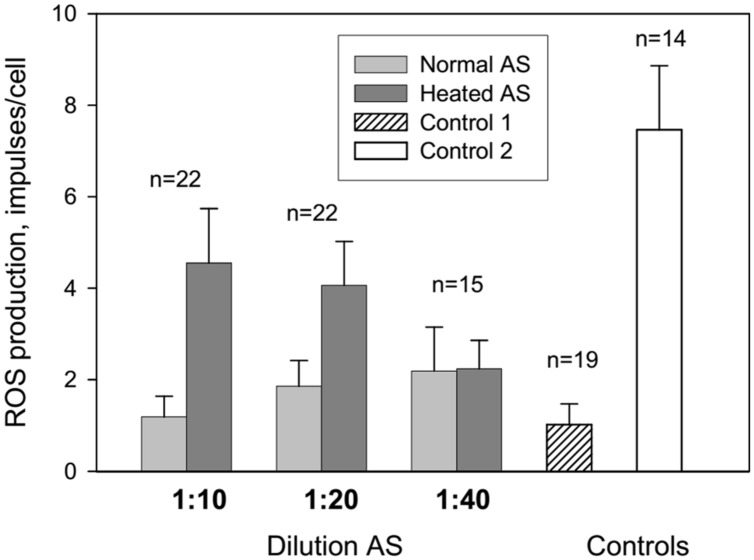 10
8
6
4
2
0
ROS production, impulses/cell
Normal AS
Heated AS
Control 1
Control 2
n=14
n=22
n=22
n=15
n=19
1:10 1:20 1:40
Dilution AS Controls